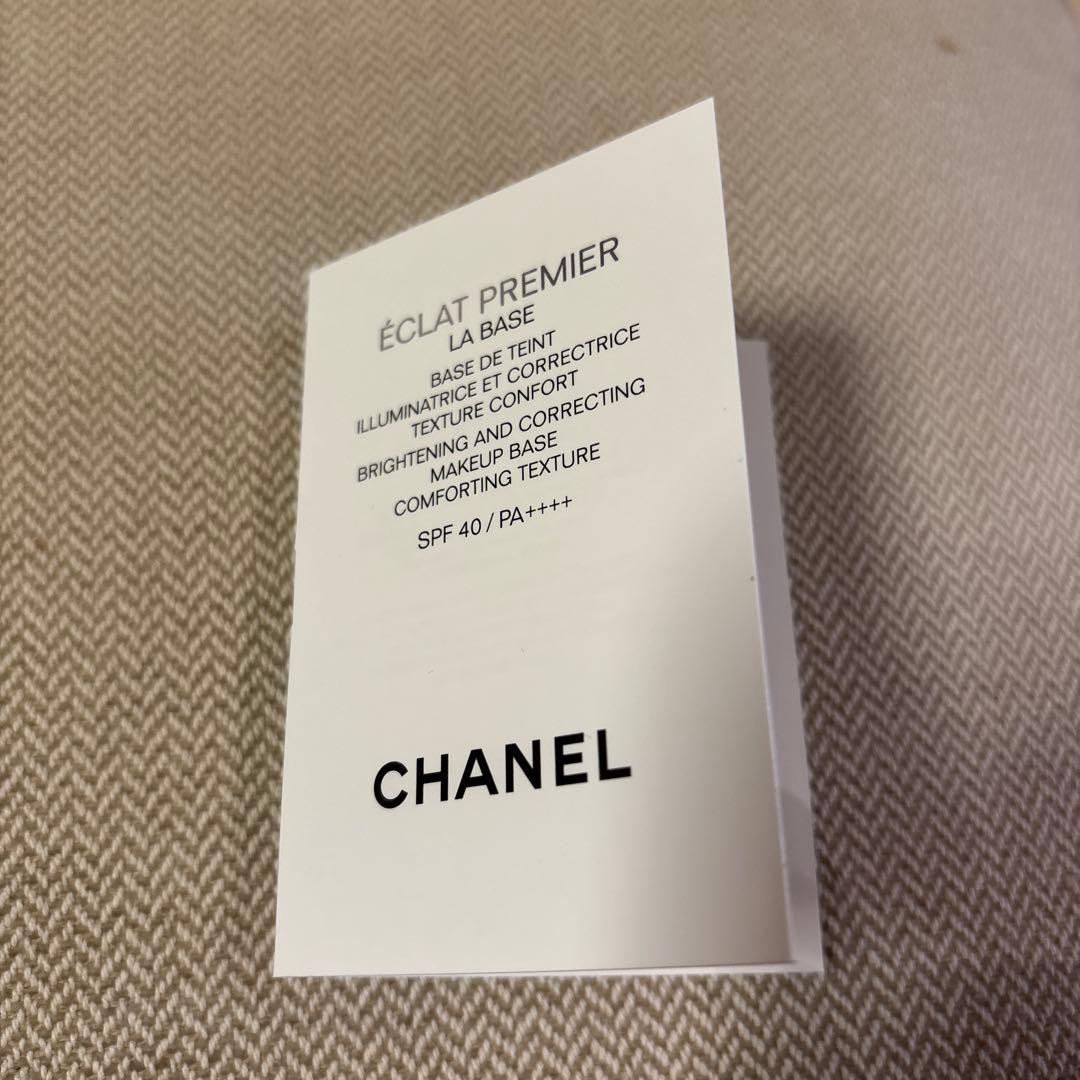 ÉCLAT PREMIER
LA BASE
BASE DE TEINT
ILLUMINATRICE ET CORRECTRICE
TEXTURE CONFORT
BRIGHTENING AND CORRECTING
MAKEUP BASE
COMFORTING TEXTURE
SPF 40 / PA++++
CHANEL